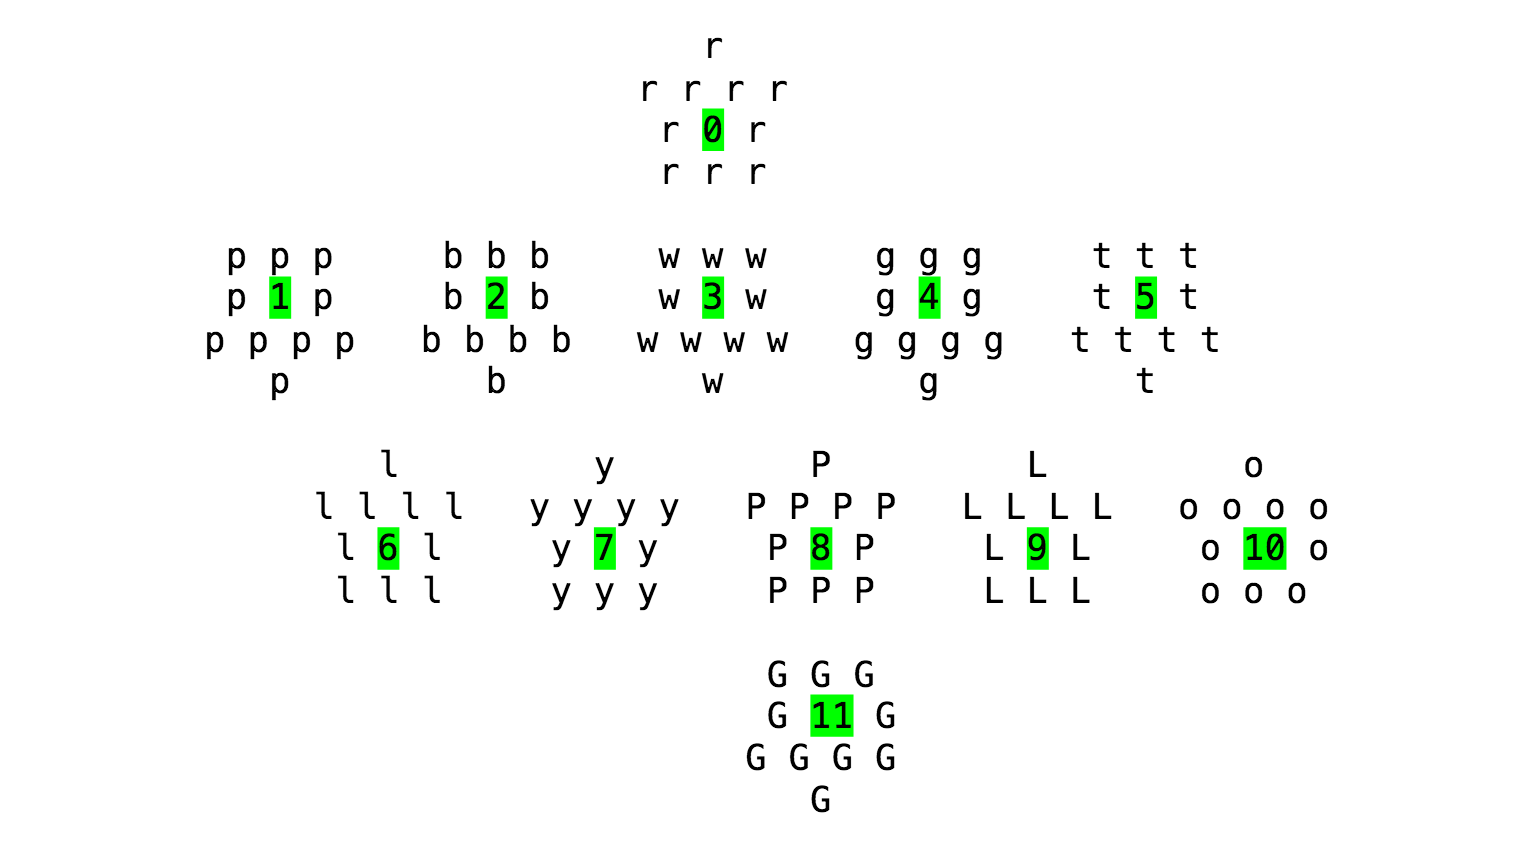 r
r r r r
r 0 r
r r r
p p p b b b w w w g g g t t t
p 1 p b 2 b w 3 w g 4 g t 5 t
p p p p b b b b w w w w g g g g t t t t
p b w g t
l y P L o
l l l l y y y y P P P P L L L L o o o o
l 6 l y 7 y P 8 P L 9 L o 10 o
l l l y y y P P P L L L o o o
G G G
G 11 G
G G G G
G